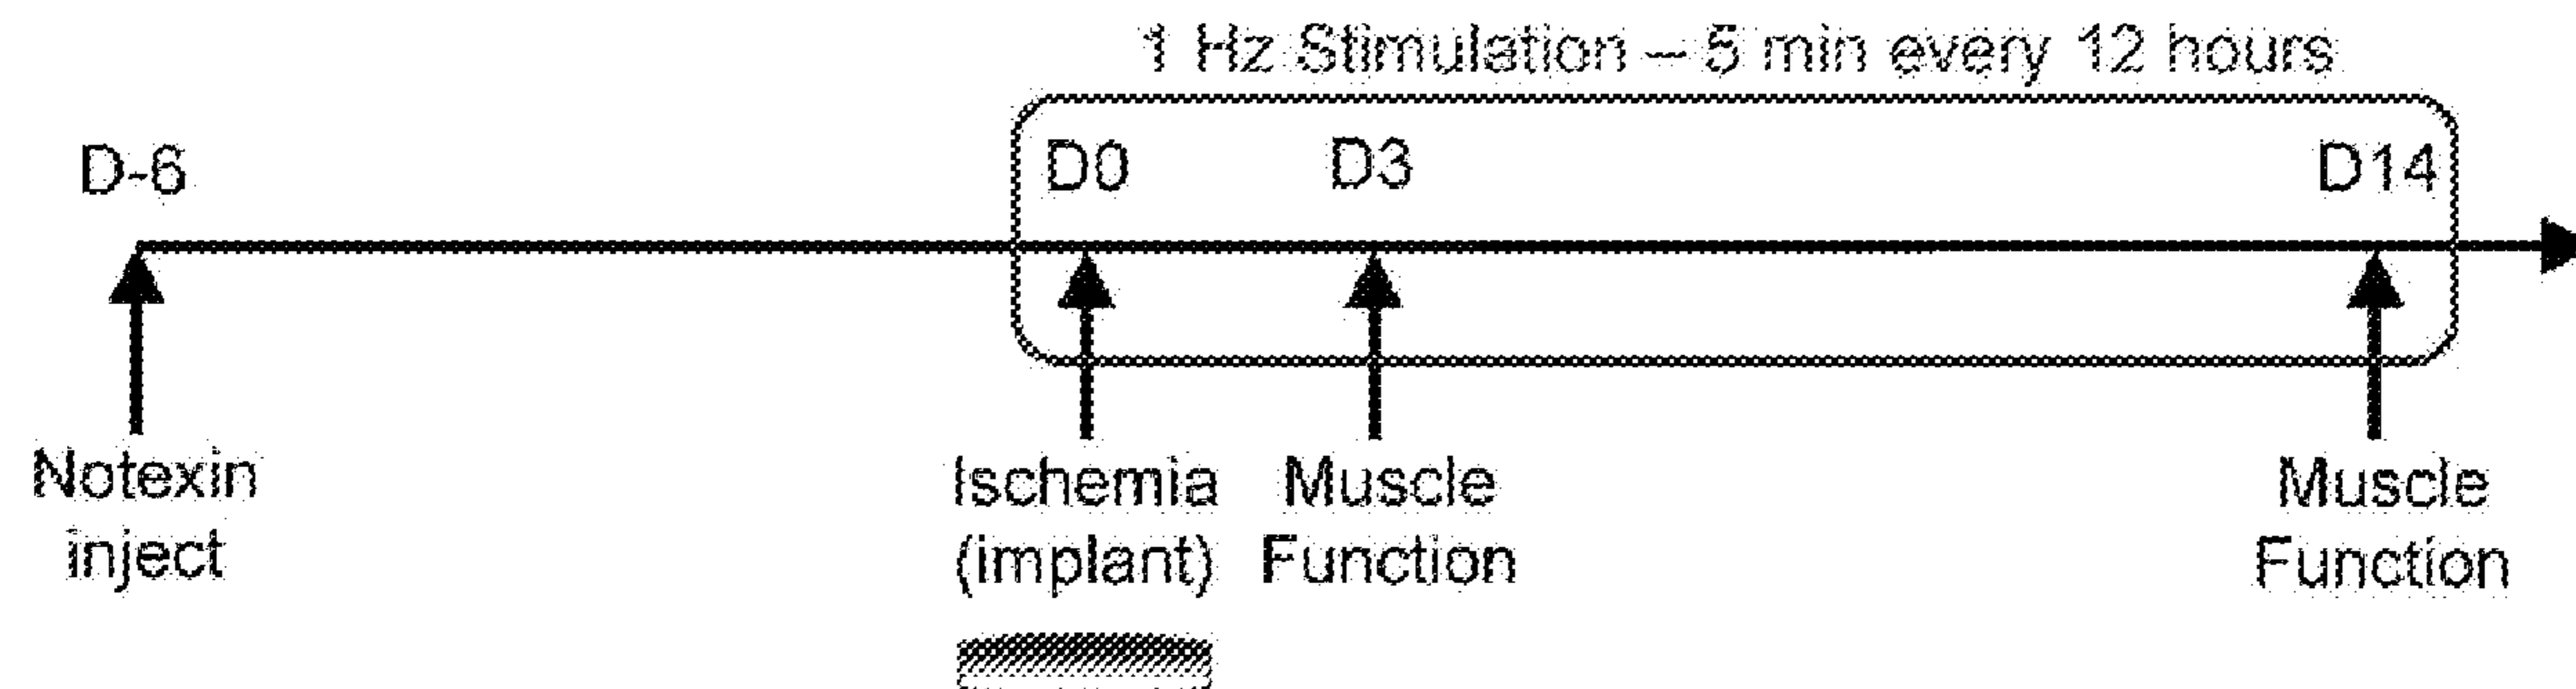 1 Hz Stimulation – 5 min every 12 hours
D-6
D0
D3
D14
Notexin
inject
Ischemia
(implant)
Muscle
Function
Muscle
Function